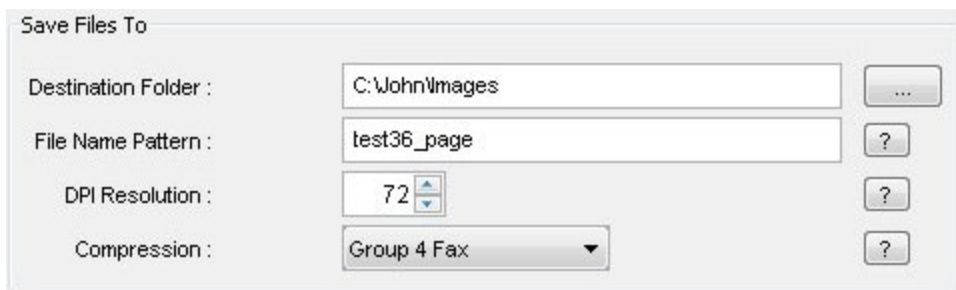 Save Files To
Destination Folder : C:\John\Images ...
File Name Pattern : test36_page ?
DPI Resolution : 72 ?
Compression : Group 4 Fax ?